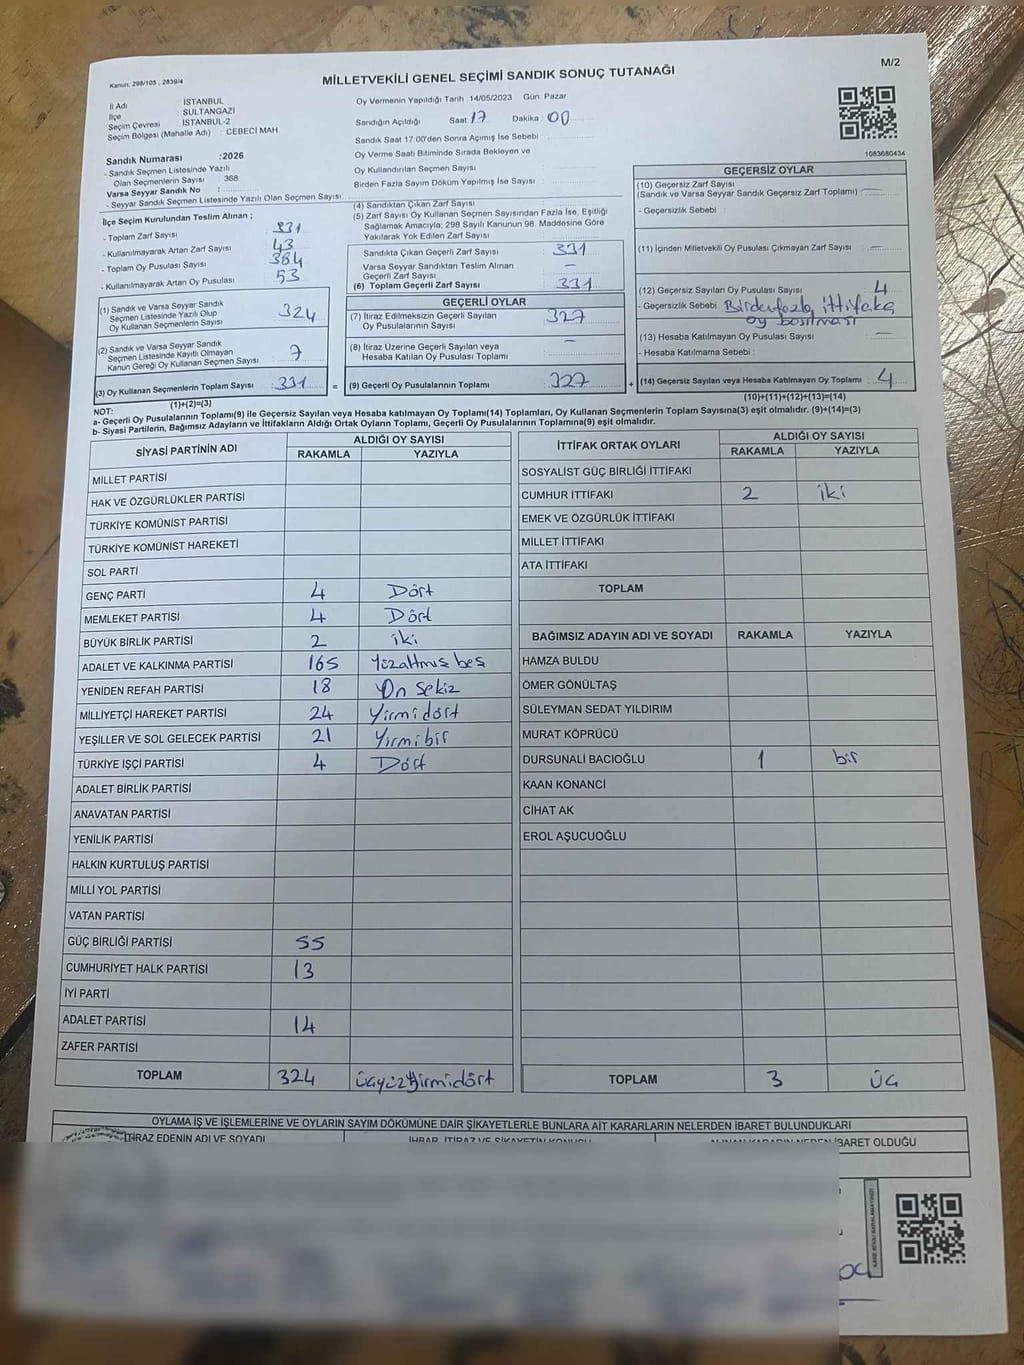 Kanun: 298/105 , 2839/4
M/2
MİLLETVEKİLİ GENEL SEÇİMİ SANDIK SONUÇ TUTANAĞI
İl Adı : İSTANBUL
İlçe : SULTANGAZİ
Seçim Çevresi : İSTANBUL-2
Seçim Bölgesi (Mahalle Adı) : CEBECİ MAH.
Sandık Numarası :2026
- Sandık Seçmen Listesinde Yazılı
Olan Seçmenlerin Sayısı : 368
Varsa Seyyar Sandık No :
- Seyyar Sandık Seçmen Listesinde Yazılı Olan Seçmen Sayısı:
Oy Vermenin Yapıldığı Tarih :14/05/2023 Gün: Pazar
Sandığın Açıldığı Saat: 17 Dakika: 00
Sandık Saat 17:00'den Sonra Açımış İse Sebebi :
Oy Verme Saati Bitiminde Sırada Bekleyen ve
Oy Kullandırılan Seçmen Sayısı :
Birden Fazla Sayım Döküm Yapılmış İse Sayısı :
1083680434
İlçe Seçim Kurulundan Teslim Alınan ;
- Toplam Zarf Sayısı 331
- Kullanılmayarak Artan Zarf Sayısı 43
- Toplam Oy Pusulası Sayısı 384
- Kullanılmayarak Artan Oy Pusulası 53
(1) Sandık ve Varsa Seyyar Sandık
Seçmen Listesinde Yazılı Olup
Oy Kullanan Seçmenlerin Sayısı 324
(2) Sandık ve Varsa Seyyar Sandık
Seçmen Listesinde Kayıtlı Olmayan
Kanun Gereği Oy Kullanan Seçmen Sayısı 7
(3) Oy Kullanan Seçmenlerin Toplam Sayısı : 331 =
(1)+(2)=(3)
(4) Sandıktan Çıkan Zarf Sayısı
(5) Zarf Sayısı Oy Kullanan Seçmen Sayısından Fazla İse, Eşitliği
Sağlamak Amacıyla; 298 Sayılı Kanunun 98. Maddesine Göre
Yakılarak Yok Edilen Zarf Sayısı
Sandıkta Çıkan Geçerli Zarf Sayısı 331
Varsa Seyyar Sandıktan Teslim Alınan
Geçerli Zarf Sayısı –
(6) Toplam Geçerli Zarf Sayısı : 331
GEÇERLİ OYLAR
(7) İtiraz Edilmeksizin Geçerli Sayılan
Oy Pusulalarının Sayısı 327
(8) İtiraz Üzerine Geçerli Sayılan veya
Hesaba Katılan Oy Pusulası Toplamı –
(9) Geçerli Oy Pusulalarının Toplamı : 327 +
GEÇERSİZ OYLAR
(10) Geçersiz Zarf Sayısı
(Sandık ve Varsa Seyyar Sandık Geçersiz Zarf Toplamı) : —
- Geçersizlik Sebebi :
(11) İçinden Milletvekili Oy Pusulası Çıkmayan Zarf Sayısı : —
(12) Geçersiz Sayılan Oy Pusulası Sayısı : 4
- Geçersizlik Sebebi : Birdenfazla ittifaka
oy basılması
(13) Hesaba Katılmayan Oy Pusulası Sayısı : —
- Hesaba Katılmama Sebebi :
(14) Geçersiz Sayılan veya Hesaba Katılmayan Oy Toplamı : 4
(10)+(11)+(12)+(13)=(14)
NOT:
a- Geçerli Oy Pusulalarının Toplamı(9) ile Geçersiz Sayılan veya Hesaba katılmayan Oy Toplamı(14) Toplamları, Oy Kullanan Seçmenlerin Toplam Sayısına(3) eşit olmalıdır. (9)+(14)=(3)
b- Siyasi Partilerin, Bağımsız Adayların ve İttifakların Aldığı Ortak Oyların Toplamı, Geçerli Oy Pusulalarının Toplamına(9) eşit olmalıdır.
SİYASİ PARTİNİN ADI ALDIĞI OY SAYISI
RAKAMLA YAZIYLA
MİLLET PARTİSİ
HAK VE ÖZGÜRLÜKLER PARTİSİ
TÜRKİYE KOMÜNİST PARTİSİ
TÜRKİYE KOMÜNİST HAREKETİ
SOL PARTİ
GENÇ PARTİ 4 Dört
MEMLEKET PARTİSİ 4 Dört
BÜYÜK BİRLİK PARTİSİ 2 iki
ADALET VE KALKINMA PARTİSİ 165 Yüzaltmış beş
YENİDEN REFAH PARTİSİ 18 On sekiz
MİLLİYETÇİ HAREKET PARTİSİ 24 Yirmi dört
YEŞİLLER VE SOL GELECEK PARTİSİ 21 Yirmi bir
TÜRKİYE İŞÇİ PARTİSİ 4 Dört
ADALET BİRLİK PARTİSİ
ANAVATAN PARTİSİ
YENİLİK PARTİSİ
HALKIN KURTULUŞ PARTİSİ
MİLLİ YOL PARTİSİ
VATAN PARTİSİ
GÜÇ BİRLİĞİ PARTİSİ 55
CUMHURİYET HALK PARTİSİ 13
İYİ PARTİ
ADALET PARTİSİ 14
ZAFER PARTİSİ
TOPLAM 324 üçyüzyirmidört
İTTİFAK ORTAK OYLARI ALDIĞI OY SAYISI
RAKAMLA YAZIYLA
SOSYALİST GÜÇ BİRLİĞİ İTTİFAKI
CUMHUR İTTİFAKI 2 iki
EMEK VE ÖZGÜRLÜK İTTİFAKI
MİLLET İTTİFAKI
ATA İTTİFAKI
TOPLAM
BAĞIMSIZ ADAYIN ADI VE SOYADI RAKAMLA YAZIYLA
HAMZA BULDU
ÖMER GÖNÜLTAŞ
SÜLEYMAN SEDAT YILDIRIM
MURAT KÖPRÜCÜ
DURSUNALİ BACIOĞLU 1 bir
KAAN KONANCİ
CİHAT AK
EROL AŞUCUOĞLU
TOPLAM 3 üç
OYLAMA İŞ VE İŞLEMLERİNE VE OYLARIN SAYIM DÖKÜMÜNE DAİR ŞİKAYETLERLE BUNLARA AİT KARARLARIN NELERDEN İBARET BULUNDUKLARI
İTİRAZ EDENİN ADI VE SOYADI İHBAR, İTİRAZ VE ŞİKAYETİN KONUSU ALINAN KARARIN NEDEN İBARET OLDUĞU